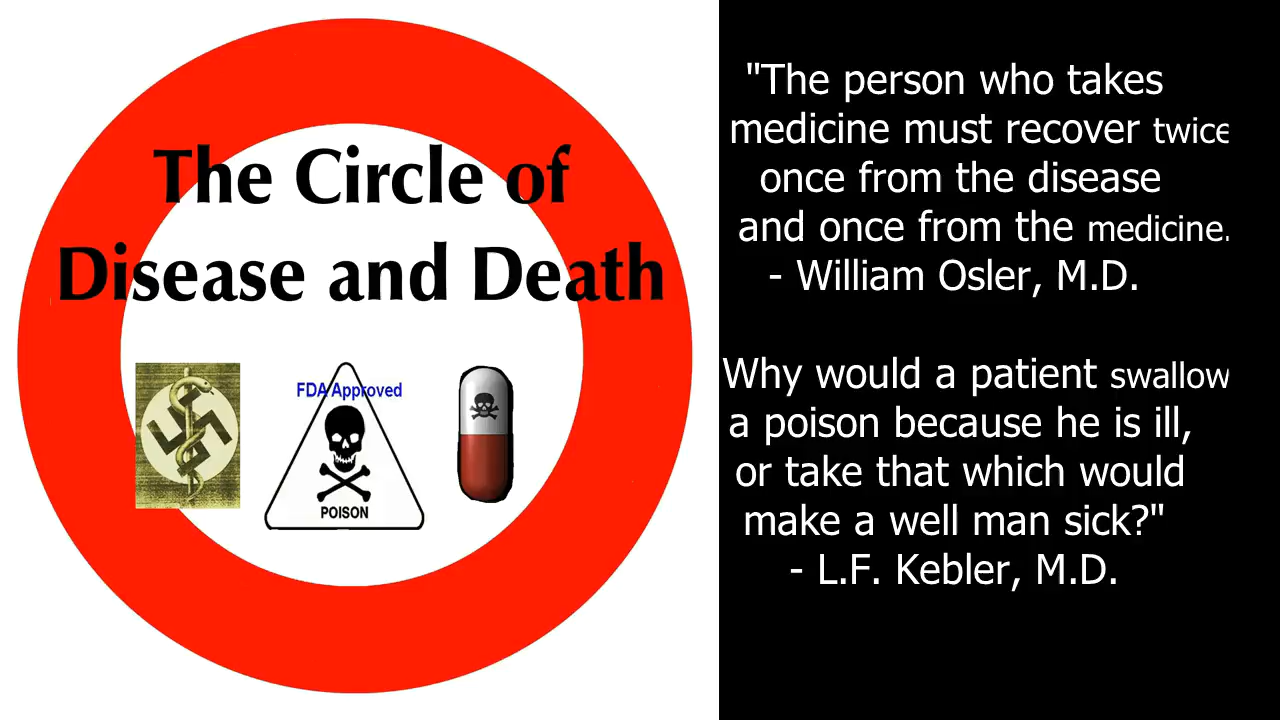 The Circle of
Disease and Death
FDA Approved
POISON
"The person who takes
medicine must recover twice
once from the disease
and once from the medicine.
- William Osler, M.D.
Why would a patient swallow
a poison because he is ill,
or take that which would
make a well man sick?"
- L.F. Kebler, M.D.